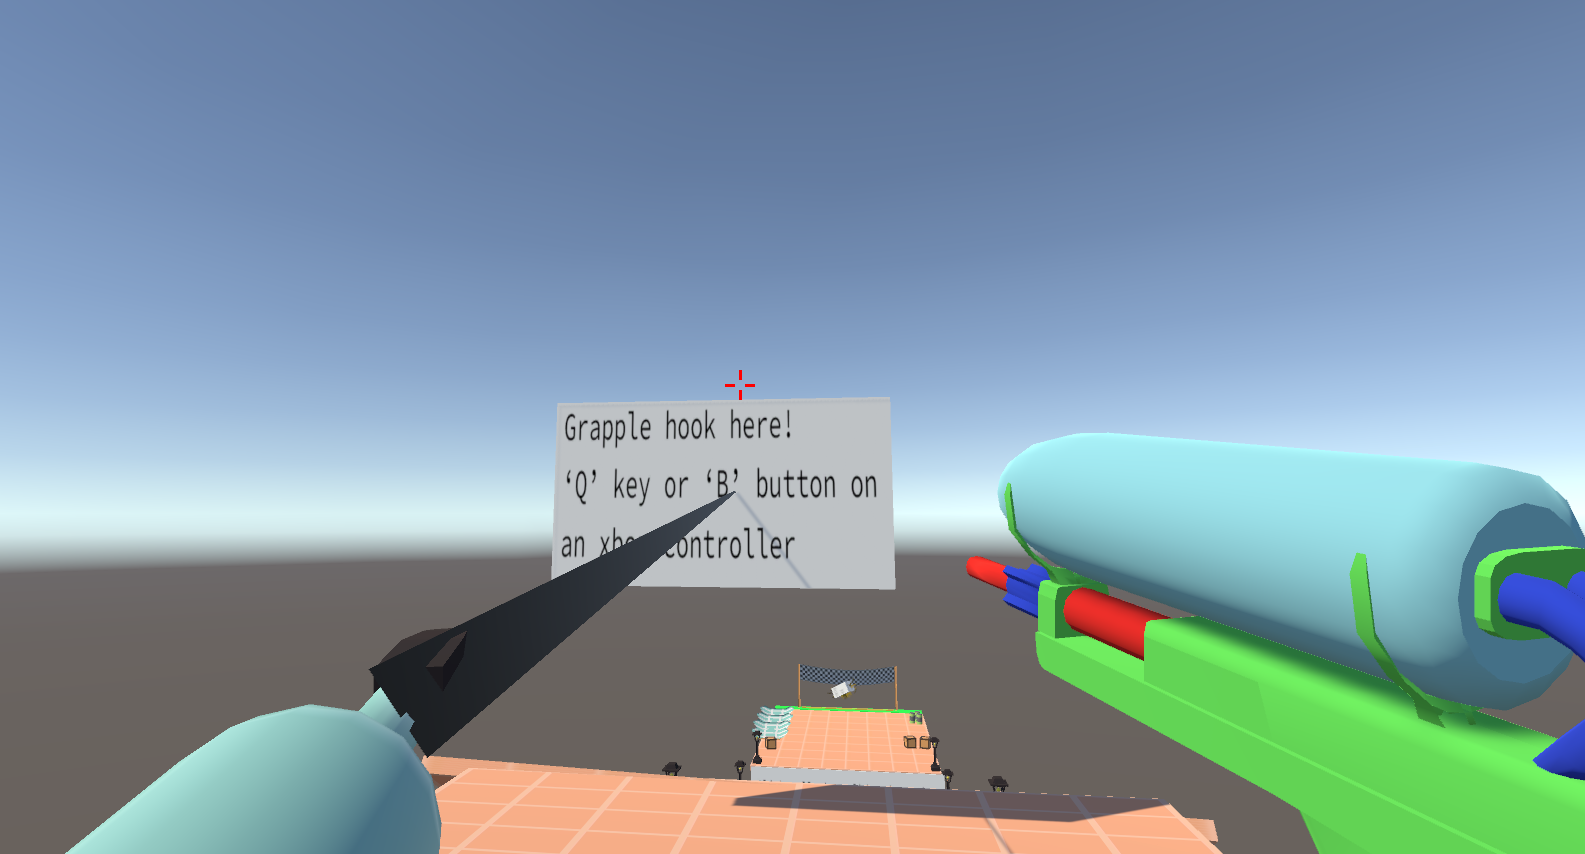 Grapple hook here!
‘Q’ key or ‘B’ button on
an controller